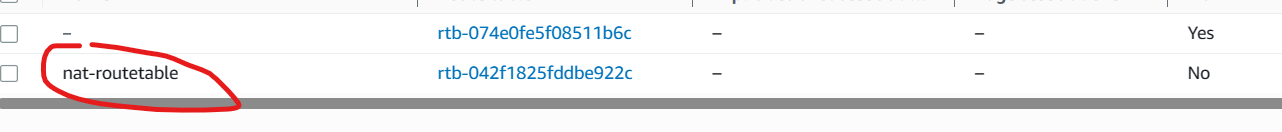 – rtb-074e0fe5f08511b6c – – Yes
nat-routetable rtb-042f1825fddbe922c – – No